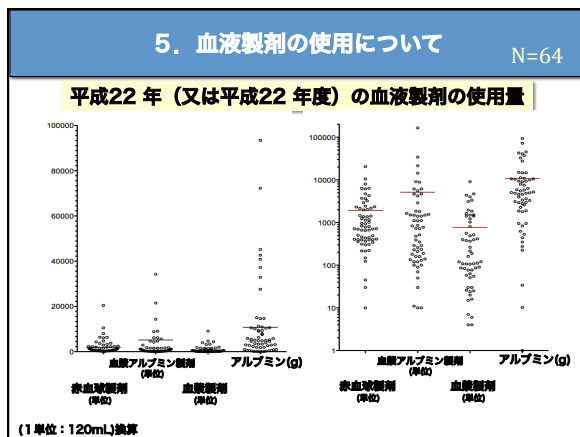 5．血液製剤の使用について
N=64
平成22 年（又は平成22 年度）の血液製剤の使用量
100000
80000
60000
40000
20000
0
血漿アルブミン製剤
(単位)
アルブミン(g)
赤血球製剤
(単位)
血漿製剤
(単位)
100000
10000
1000
100
10
1
血漿アルブミン製剤
(単位)
アルブミン(g)
赤血球製剤
(単位)
血漿製剤
(単位)
(１単位：120mL)換算